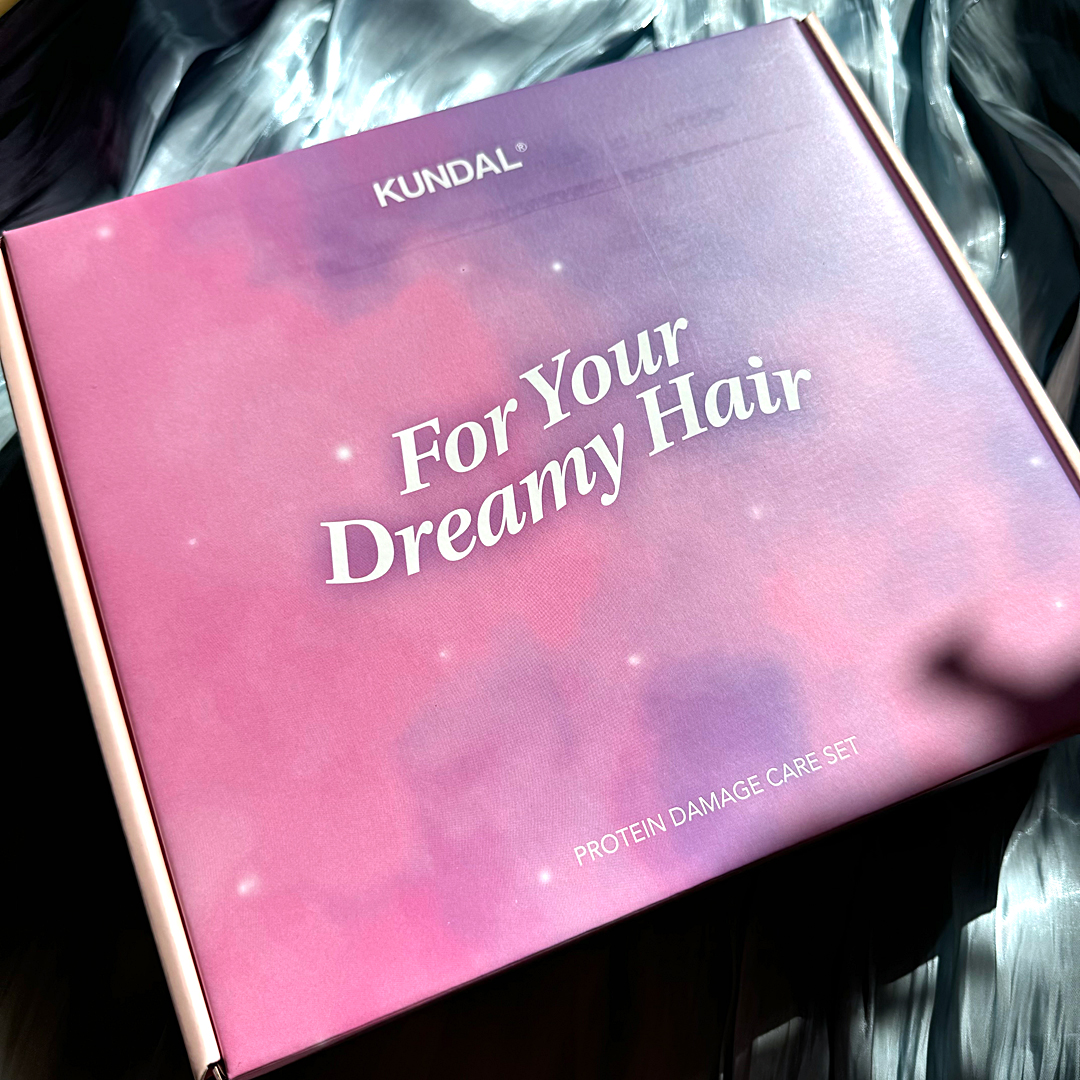 KUNDAL®
For Your
Dreamy Hair
PROTEIN DAMAGE CARE SET